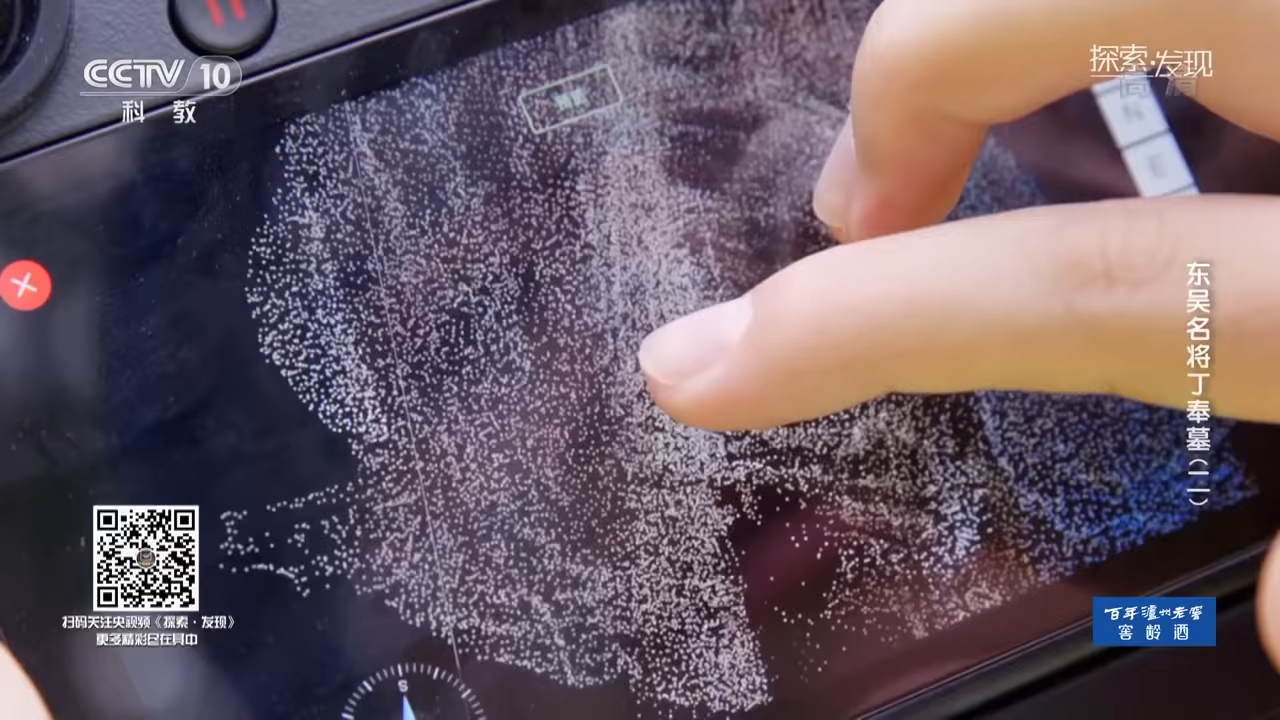 CCTV 10
科 教
探索·发现
高清
东吴名将丁奉墓(二)
扫码关注央视频《探索·发现》
更多精彩尽在其中
百年泸州老窖
窖龄酒
S